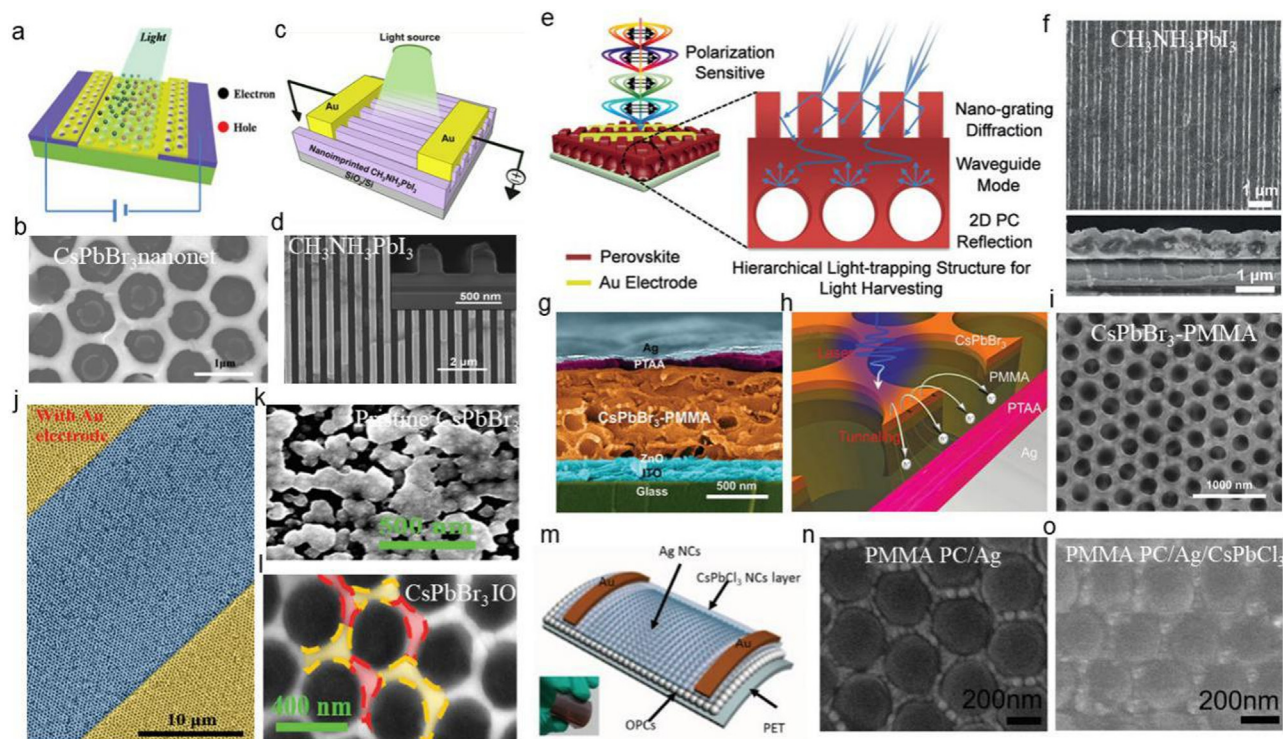 a
Light
Electron
Hole
b
CsPbBr₃nanonet
1μm
c
Light source
Au
Au
Nanoimprinted CH₃NH₃PbI₃
SiO₂/Si
d
CH₃NH₃PbI₃
500 nm
2 μm
e
Polarization
Sensitive
Nano-grating
Diffraction
Waveguide
Mode
2D PC
Reflection
Perovskite
Au Electrode
Hierarchical Light-trapping Structure for
Light Harvesting
f
CH₃NH₃PbI₃
1 μm
1 μm
g
Ag
PTAA
CsPbBr₃-PMMA
ZnO
ITO
Glass
500 nm
h
Laser
CsPbBr₃
PMMA
PTAA
Tunneling
Ag
i
CsPbBr₃-PMMA
1000 nm
j
With Au
electrode
10 μm
k
Pristine CsPbBr₃
500 nm
l
CsPbBr₃ IO
400 nm
m
Ag NCs
CsPbCl₃ NCs layer
Au
Au
OPCs
PET
n
PMMA PC/Ag
200nm
o
PMMA PC/Ag/CsPbCl₃
200nm